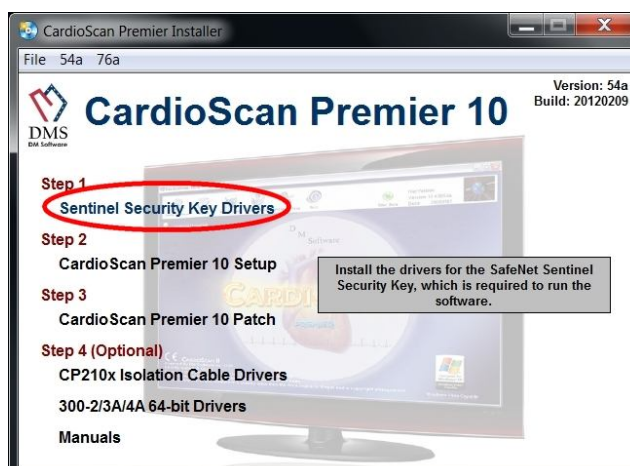 CardioScan Premier Installer
File 54a 76a
Version: 54a
Build: 20120209
DMS
DM Software
CardioScan Premier 10
Step 1
Sentinel Security Key Drivers
Step 2
CardioScan Premier 10 Setup
Install the drivers for the SafeNet Sentinel
Security Key, which is required to run the
software.
Step 3
CardioScan Premier 10 Patch
Step 4 (Optional)
CP210x Isolation Cable Drivers
300-2/3A/4A 64-bit Drivers
Manuals